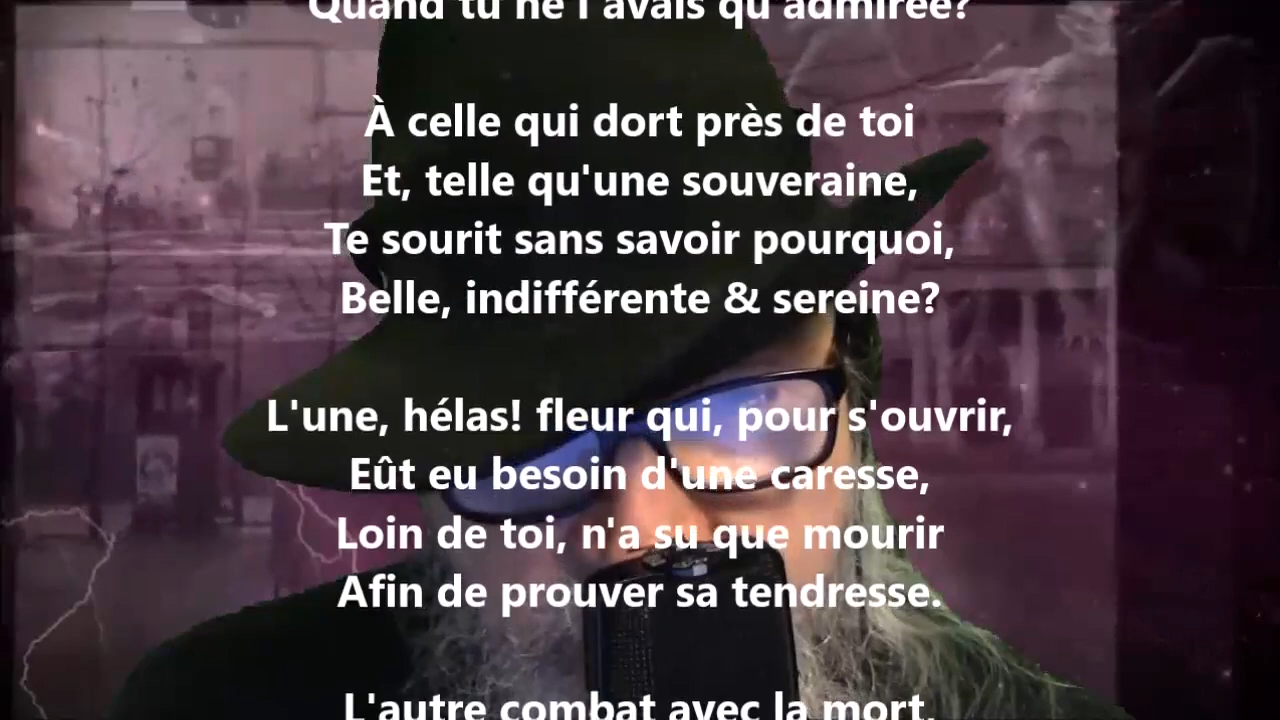 Quand tu ne l'avais qu'admirée?
À celle qui dort près de toi
Et, telle qu'une souveraine,
Te sourit sans savoir pourquoi,
Belle, indifférente & sereine?
L'une, hélas! fleur qui, pour s'ouvrir,
Eût eu besoin d'une caresse,
Loin de toi, n'a su que mourir
Afin de prouver sa tendresse.
L'autre combat avec la mort,